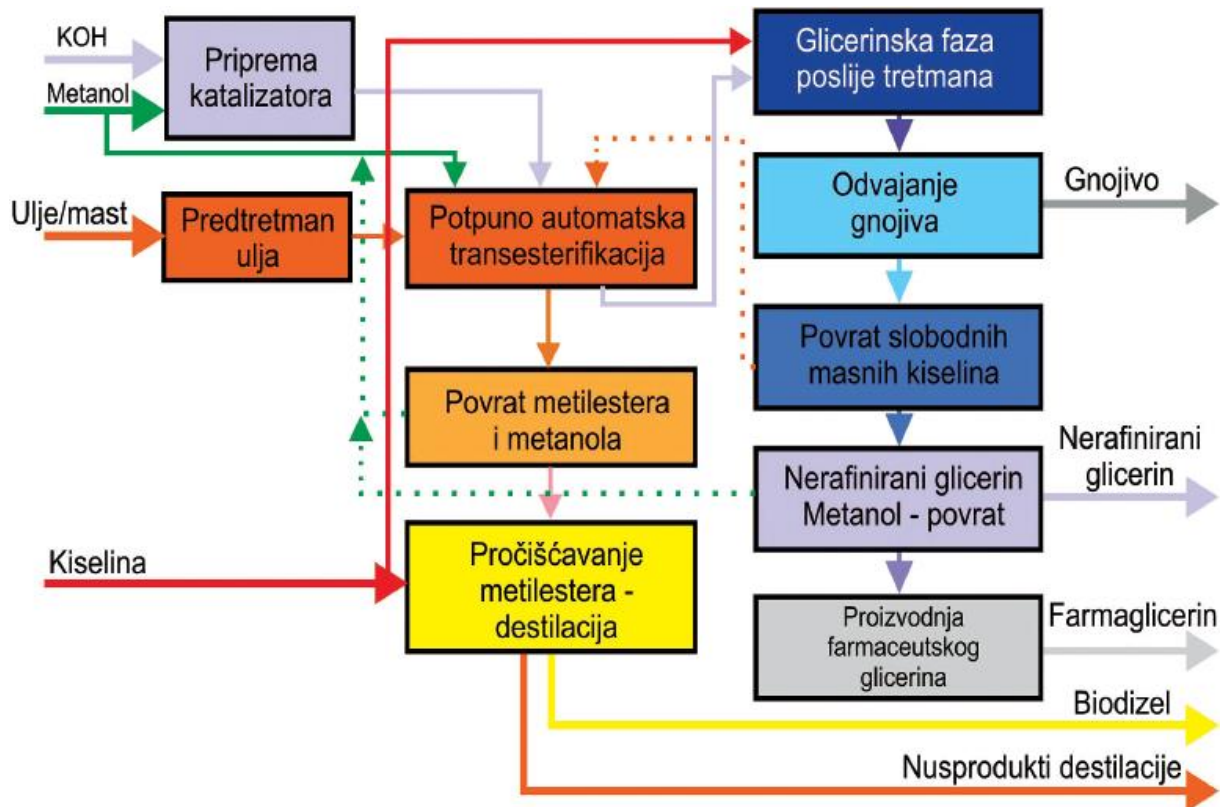 KOH
Metanol
Priprema
katalizatora
Glicerinska faza
poslije tretmana
Ulje/mast
Predtretman
ulja
Potpuno automatska
transesterifikacija
Odvajanje
gnojiva
Gnojivo
Povrat metilestera
i metanola
Povrat slobodnih
masnih kiselina
Nerafinirani glicerin
Metanol - povrat
Nerafinirani
glicerin
Kiselina
Pročišćavanje
metilestera -
destilacija
Proizvodnja
farmaceutskog
glicerina
Farmaglicerin
Biodizel
Nusprodukti destilacije